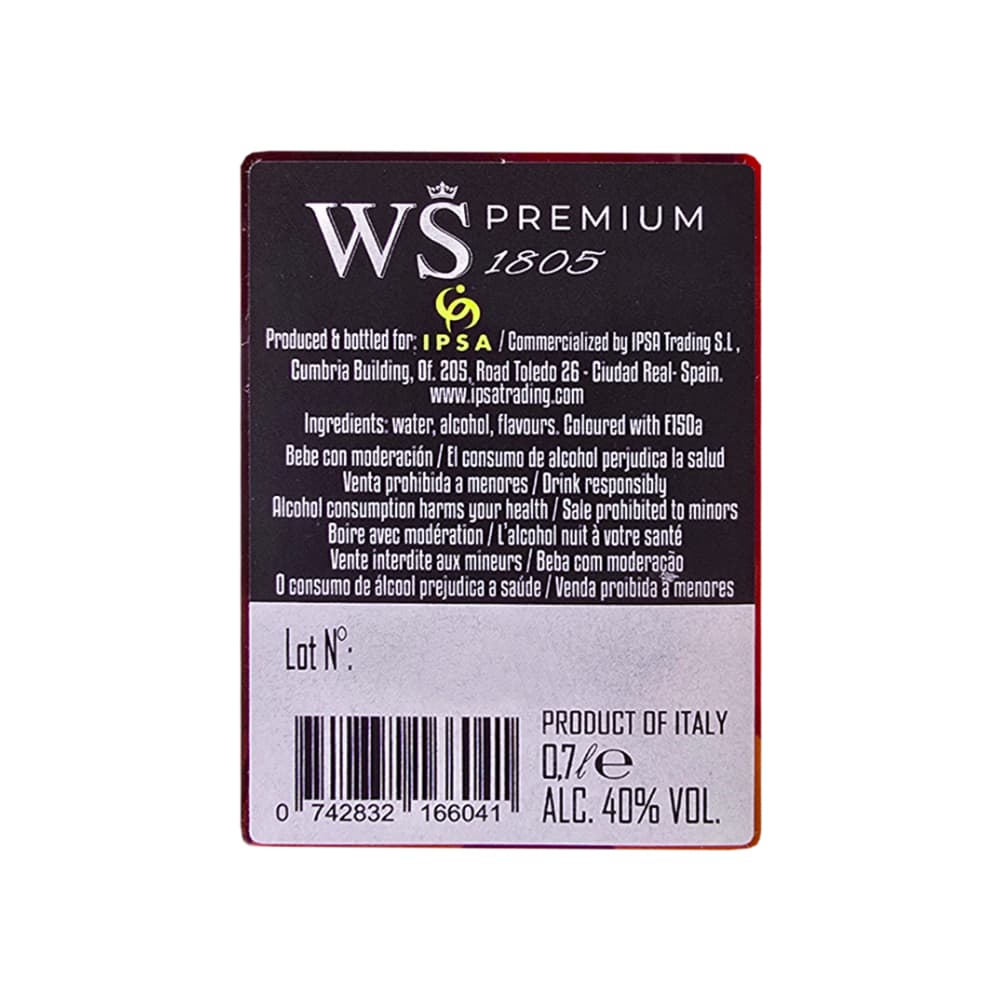 WS PREMIUM
1805
Produced & bottled for: IPSA / Commercialized by IPSA Trading S.L ,
Cumbria Building, Of. 205, Road Toledo 26 - Ciudad Real- Spain.
www.ipsatrading.com
Ingredients: water, alcohol, flavours. Coloured with E150a
Bebe con moderación / El consumo de alcohol perjudica la salud
Venta prohibida a menores / Drink responsibly
Alcohol consumption harms your health / Sale prohibited to minors
Boire avec modération / L'alcohol nuit à votre santé
Vente interdite aux mineurs / Beba com moderação
O consumo de álcool prejudica a saúde / Venda proibida a menores
Lot Nº:
PRODUCT OF ITALY
0,7ℓ ℮
ALC. 40% VOL.
0 742832 166041